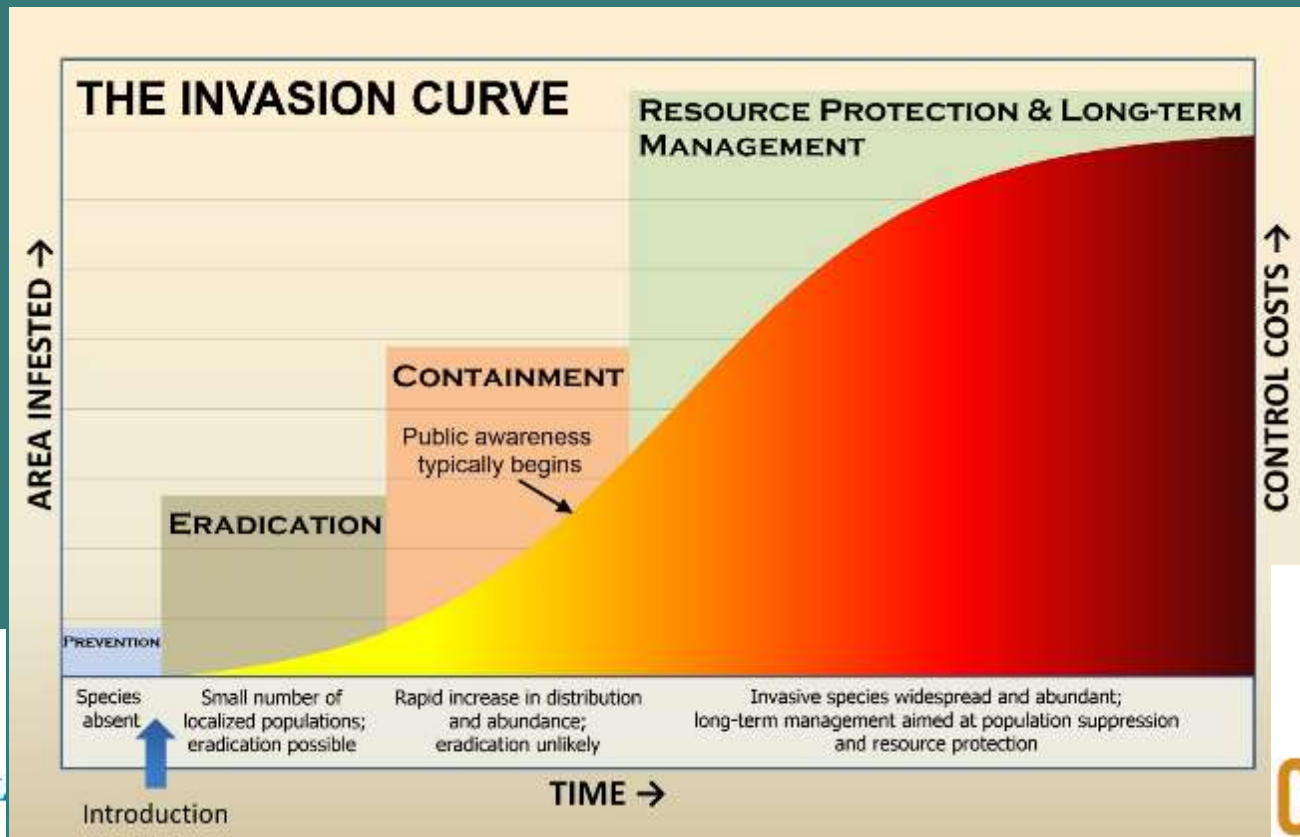 THE INVASION CURVE
RESOURCE PROTECTION & LONG-TERM
MANAGEMENT
CONTAINMENT
Public awareness
typically begins
ERADICATION
PREVENTION
AREA INFESTED →
CONTROL COSTS →
Species
absent
Small number of
localized populations;
eradication possible
Rapid increase in distribution
and abundance;
eradication unlikely
Invasive species widespread and abundant;
long-term management aimed at population suppression
and resource protection
TIME →
Introduction